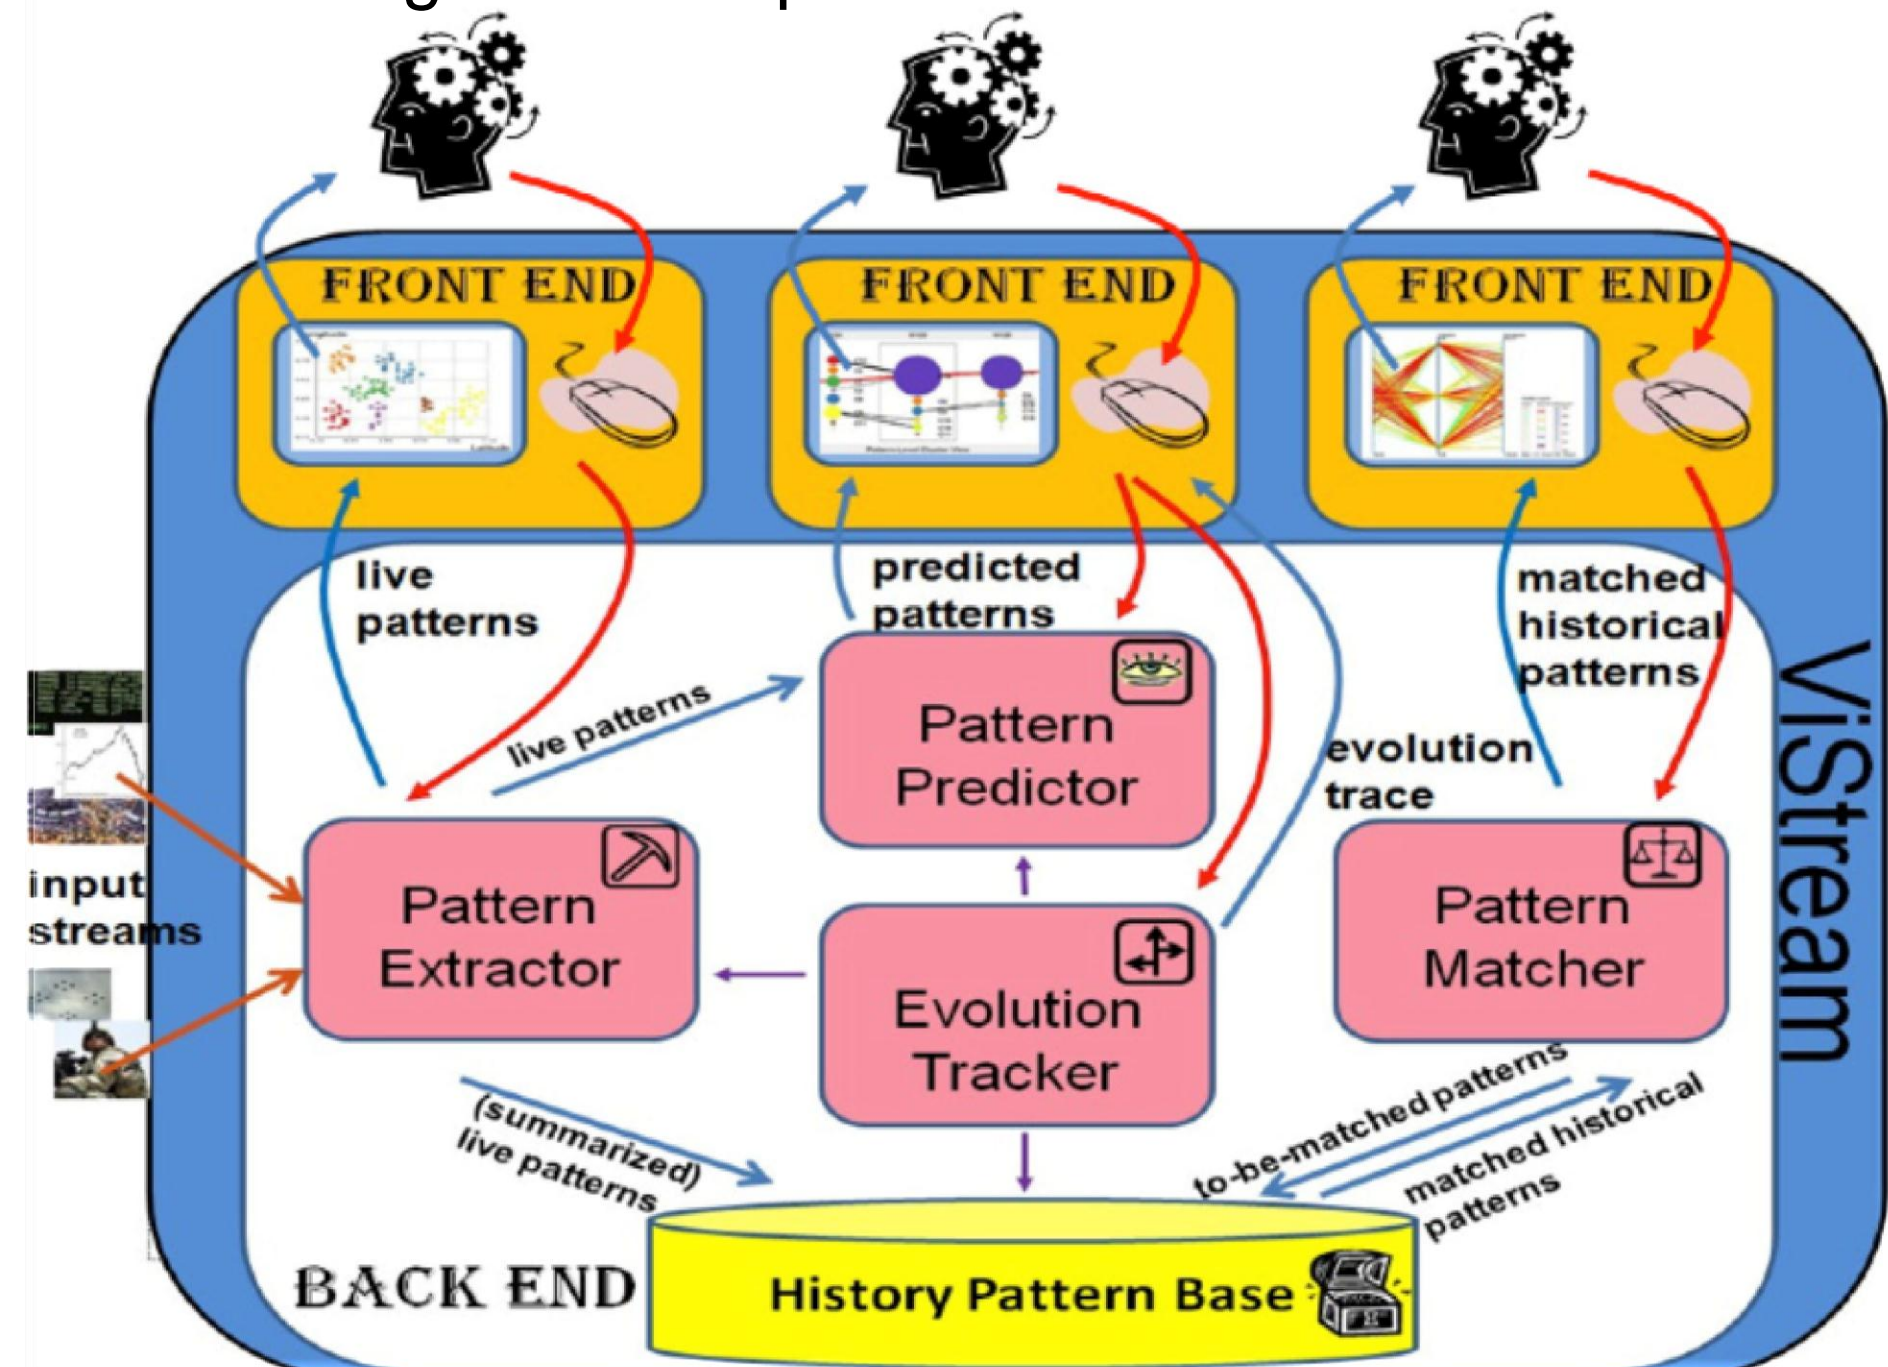 FRONT END
FRONT END
FRONT END
live
patterns
predicted
patterns
matched
historical
patterns
live patterns
Pattern
Predictor
evolution
trace
ViStream
input
streams
Pattern
Extractor
Evolution
Tracker
Pattern
Matcher
(summarized)
live patterns
to-be-matched patterns
matched historical
patterns
BACK END
History Pattern Base